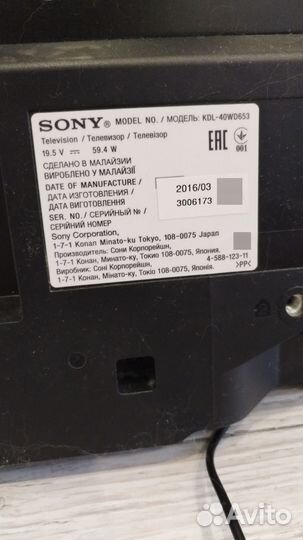 SONY® MODEL NO. / МОДЕЛЬ: KDL-40WD653
Television / Телевизор / Телевізор
19.5 V ⎓ 59.4 W
EAC
001
СДЕЛАНО В МАЛАЙЗИИ
ВИРОБЛЕНО У МАЛАЙЗІЇ
DATE OF MANUFACTURE /
ДАТА ИЗГОТОВЛЕНИЯ /
ДАТА ВИГОТОВЛЕННЯ
2016/03
SER. NO./ СЕРИЙНЫЙ № /
СЕРІЙНИЙ НОМЕР
3006173
Sony Corporation,
1-7-1 Konan Minato-ku Tokyo, 108-0075 Japan
Производитель: Сони Корпорейшн,
1-7-1 Конан, Минато-ку, Токио 108-0075, Япония.
Виробник: Соні Корпорейшн,
1-7-1 Конан, Мінато-ку, Токіо 108-0075, Японія.
4-588-123-11
>PP<
Avito